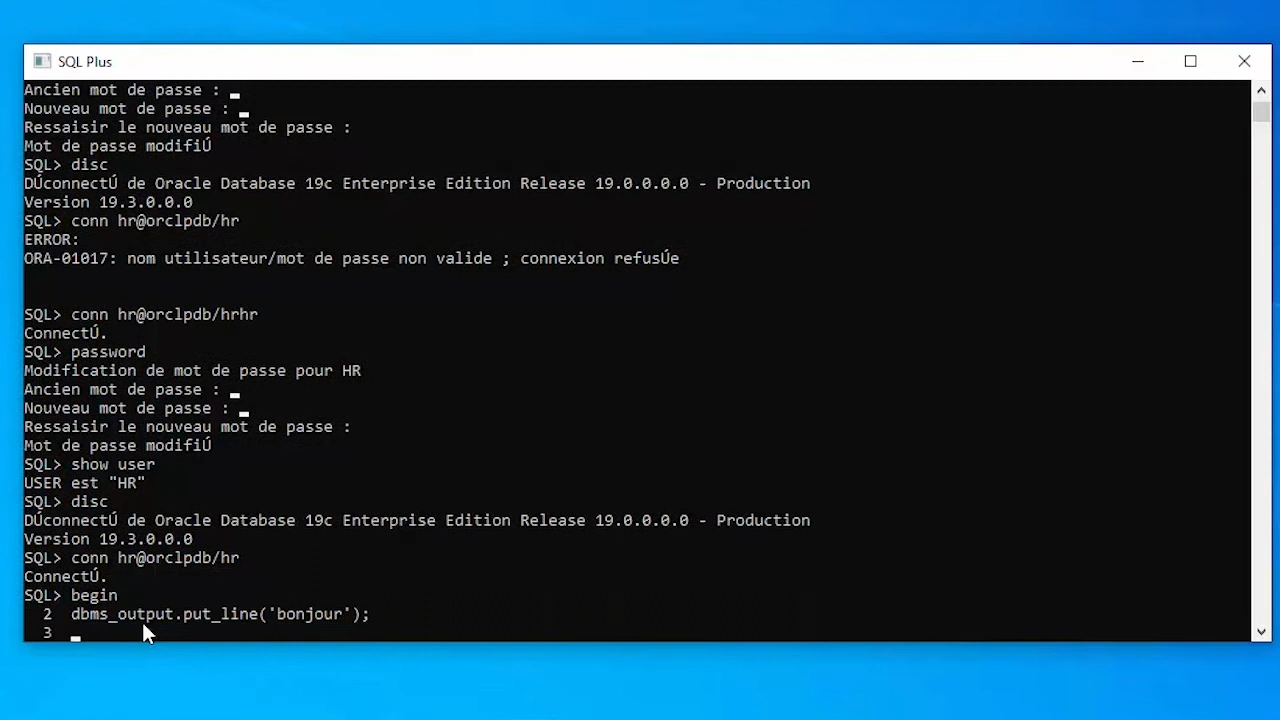 SQL Plus
Ancien mot de passe :
Nouveau mot de passe :
Ressaisir le nouveau mot de passe :
Mot de passe modifiÚ
SQL> disc
DÚconnectÚ de Oracle Database 19c Enterprise Edition Release 19.0.0.0.0 - Production
Version 19.3.0.0.0
SQL> conn hr@orclpdb/hr
ERROR:
ORA-01017: nom utilisateur/mot de passe non valide ; connexion refusÚe
SQL> conn hr@orclpdb/hrhr
ConnectÚ.
SQL> password
Modification de mot de passe pour HR
Ancien mot de passe :
Nouveau mot de passe :
Ressaisir le nouveau mot de passe :
Mot de passe modifiÚ
SQL> show user
USER est "HR"
SQL> disc
DÚconnectÚ de Oracle Database 19c Enterprise Edition Release 19.0.0.0.0 - Production
Version 19.3.0.0.0
SQL> conn hr@orclpdb/hr
ConnectÚ.
SQL> begin
2 dbms_output.put_line('bonjour');
3